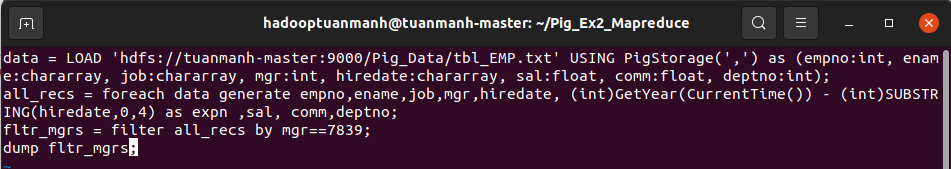 hadooptuanmanh@tuanmanh-master: ~/Pig_Ex2_Mapreduce
data = LOAD 'hdfs://tuanmanh-master:9000/Pig_Data/tbl_EMP.txt' USING PigStorage(',') as (empno:int, enam
e:chararray, job:chararray, mgr:int, hiredate:chararray, sal:float, comm:float, deptno:int);
all_recs = foreach data generate empno,ename,job,mgr,hiredate, (int)GetYear(CurrentTime()) - (int)SUBSTR
ING(hiredate,0,4) as expn ,sal, comm,deptno;
fltr_mgrs = filter all_recs by mgr==7839;
dump fltr_mgrs;
~